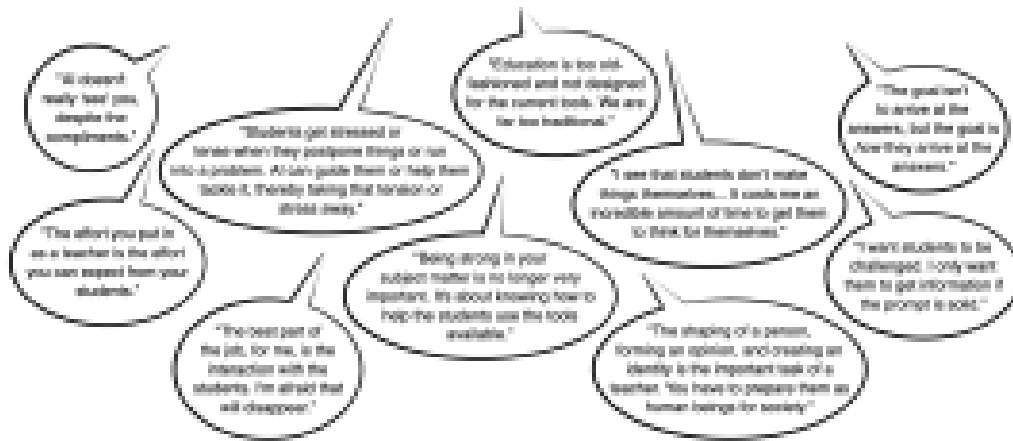 "AI doesn't
really 'see' you,
despite the
compliments."
"Students get stressed or
tense when they postpone things or run
into a problem. AI can guide them or help them
tackle it, thereby taking that tension or
stress away."
"Education is too old-
fashioned and not designed
for the current tools. We are
far too traditional."
"I see that students don't make
things themselves... It costs me an
incredible amount of time to get them
to think for themselves."
"The goal isn't
to arrive at the
answers, but the goal is
how they arrive at the
answers."
"The effort you put in
as a teacher is the effort
you can expect from your
students."
"Being strong in your
subject matter is no longer very
important. It's about knowing how to
help the students use the tools
available."
"I want students to be
challenged. I only want
them to get information if
the prompt is solid."
"The best part of
the job, for me, is the
interaction with the
students. I'm afraid that
will disappear."
"The shaping of a person,
forming an opinion, and creating an
identity is the important task of a
teacher. You have to prepare them as
human beings for society."